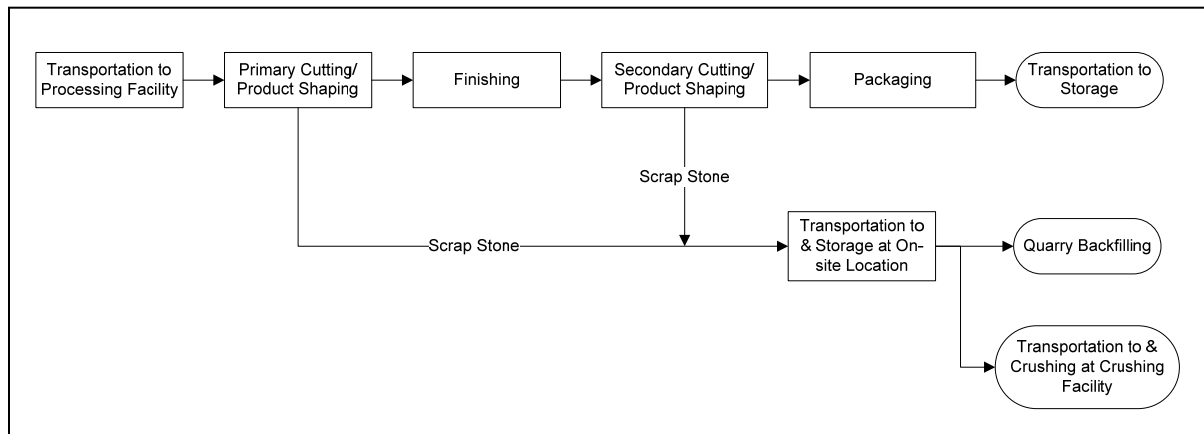 Transportation to
Processing Facility
Primary Cutting/
Product Shaping
Finishing
Secondary Cutting/
Product Shaping
Packaging
Transportation to
Storage
Scrap Stone
Scrap Stone
Transportation to
& Storage at On-
site Location
Quarry Backfilling
Transportation to &
Crushing at Crushing
Facility